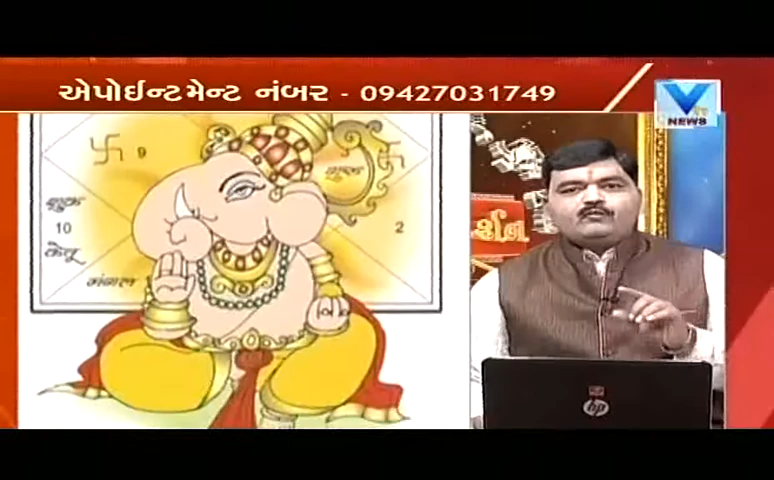 એપોઈન્ટમેન્ટ નંબર - 09427031749
V
NEWS
9
શુક્ર
10
કેતૂ
મંગલ
2
hp